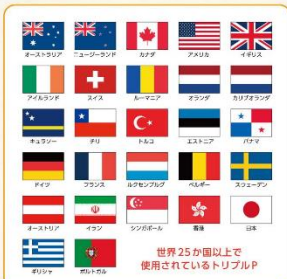 オーストラリア ニュージーランド カナダ アメリカ イギリス
アイルランド スイス ルーマニア オランダ カリブオランダ
キュラソー チリ トルコ エストニア パナマ
ドイツ フランス ルクセンブルグ ベルギー スウェーデン
オーストリア イラン シンガポール 香港 日本
ギリシャ ポルトガル
世界25か国以上で
使用されているトリプルP